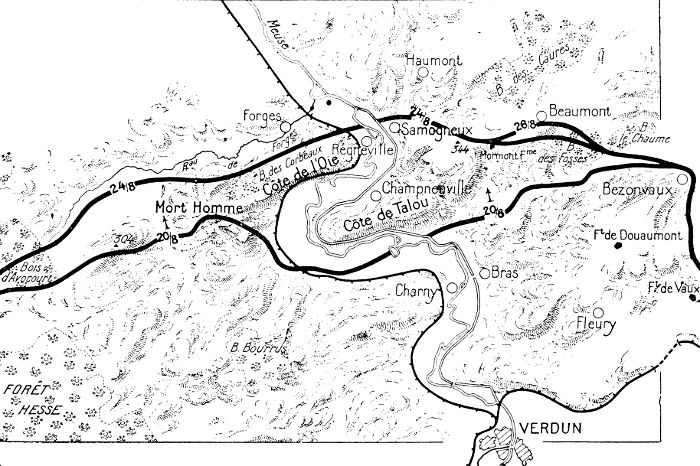 Meuse
Haumont
B. des Caures
Forges
24/8
Samogneux
28/8
Beaumont
B. Chaume
Rau de Forges
Regneville
344
Mormont Fme
B. des Fosses
B. des Corbeaux
Côte de l'Oie
24/8
Champneuville
Bezonvaux
Mort Homme
Côte de Talou
20/8
304
20/8
Ft de Douaumont
Bois d'Avocourt
Bras
Charny
Ft de Vaux
Fleury
B. Bourrus
FORÊT
HESSE
VERDUN